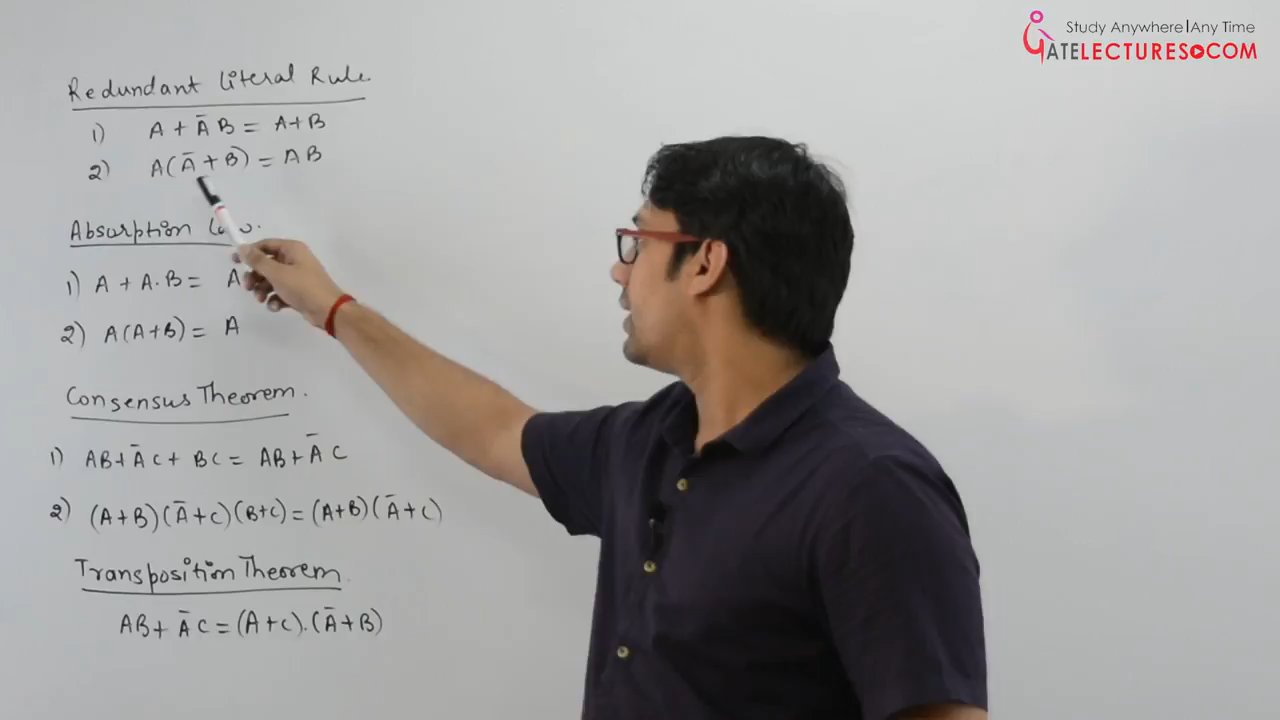 Study Anywhere|Any Time
GATELECTURES.COM
Redundant Literal Rule.
1) A + A̅ B = A+B
2) A(A̅ + B) = AB
Absorption
1) A + A.B = A
2) A(A+B) = A
Consensus Theorem.
1) AB + A̅ C + BC = AB + A̅ C
2) (A+B)(A̅+C)(B+C) = (A+B)(A̅+C)
Transposition Theorem.
AB + A̅ C = (A+C).(A̅+B)